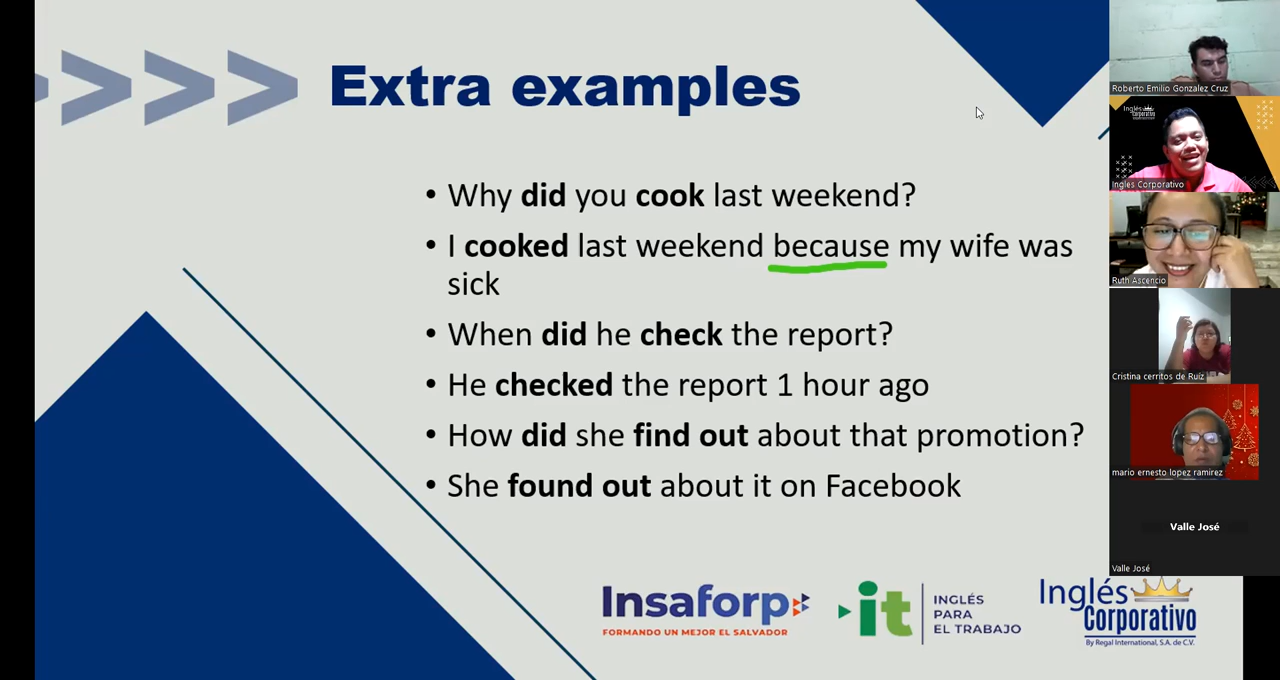 Extra examples
• Why did you cook last weekend?
• I cooked last weekend because my wife was
sick
• When did he check the report?
• He checked the report 1 hour ago
• How did she find out about that promotion?
• She found out about it on Facebook
Insaforp
FORMANDO UN MEJOR EL SALVADOR
it
INGLÉS
PARA
EL TRABAJO
Inglés
Corporativo
By Regal International, S.A. de C.V.
Roberto Emilio Gonzalez Cruz
Inglés
Corporativo
Ingles Corporativo
Ruth Ascencio
Cristina cerritos de Ruiz
mario ernesto lopez ramirez
Valle José
Valle José